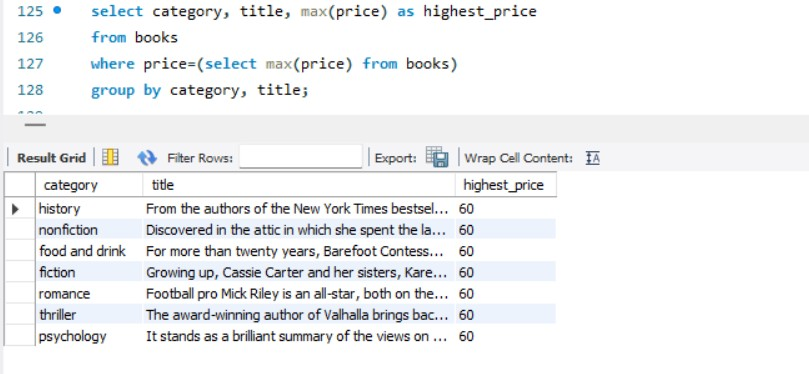 125 select category, title, max(price) as highest_price
126 from books
127 where price=(select max(price) from books)
128 group by category, title;
Result Grid Filter Rows: Export: Wrap Cell Content: IA
category title highest_price
history From the authors of the New York Times bestsel... 60
nonfiction Discovered in the attic in which she spent the la... 60
food and drink For more than twenty years, Barefoot Contess... 60
fiction Growing up, Cassie Carter and her sisters, Kare... 60
romance Football pro Mick Riley is an all-star, both on the... 60
thriller The award-winning author of Valhalla brings bac... 60
psychology It stands as a brilliant summary of the views on ... 60